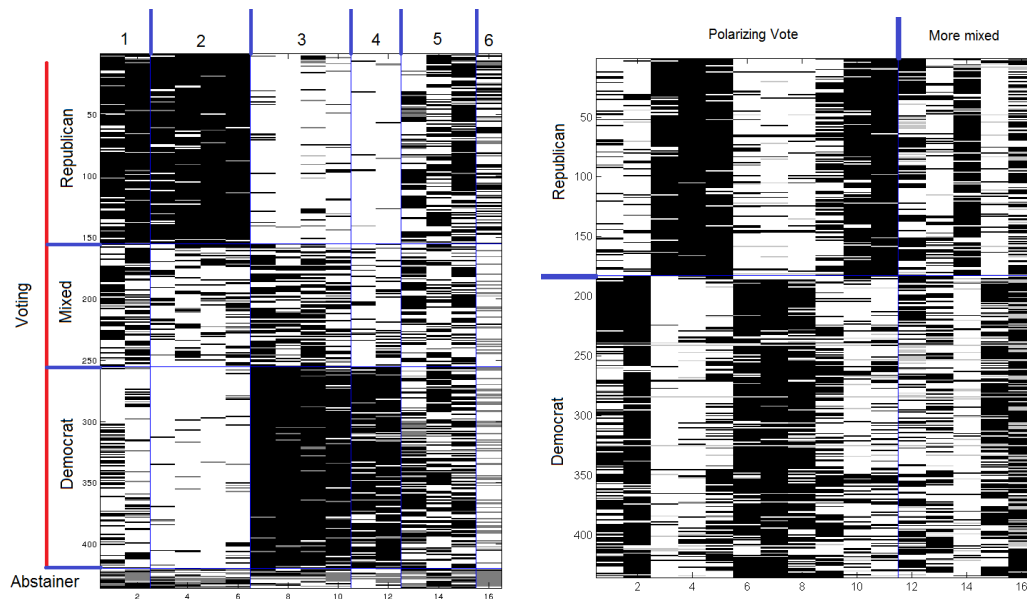 1 2 3 4 5 6
Polarizing Vote More mixed
Voting
Republican
Mixed
Democrat
Abstainer
50
100
150
200
250
300
350
400
2 4 6 8 10 12 14 16
Republican
Democrat
50
100
150
200
250
300
350
400
2 4 6 8 10 12 14 16